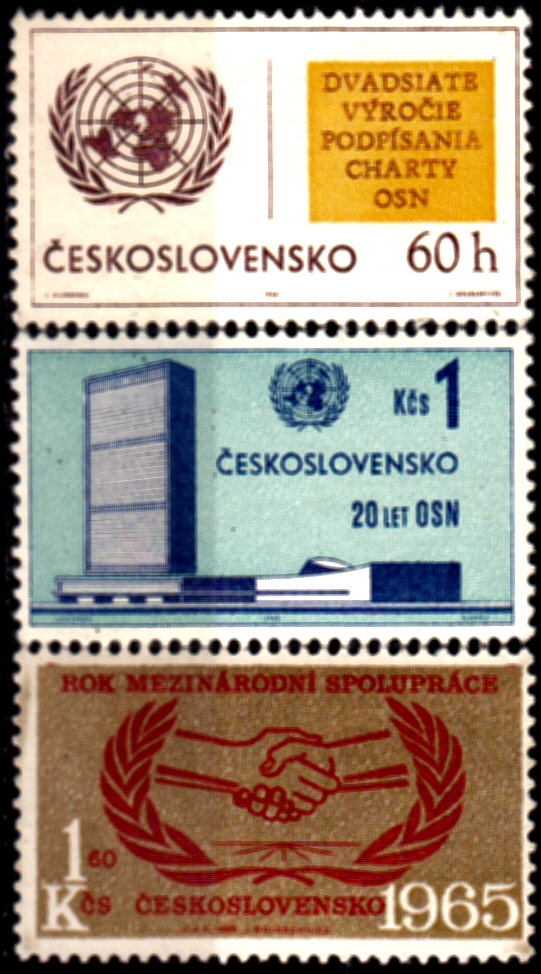 DVADSIATE
VÝROČIE
PODPÍSANIA
CHARTY
OSN
ČESKOSLOVENSKO 60 h
Kčs 1
ČESKOSLOVENSKO
20 LET OSN
ROK MEZINÁRODNÍ SPOLUPRÁCE
1 60
Kčs ČESKOSLOVENSKO 1965